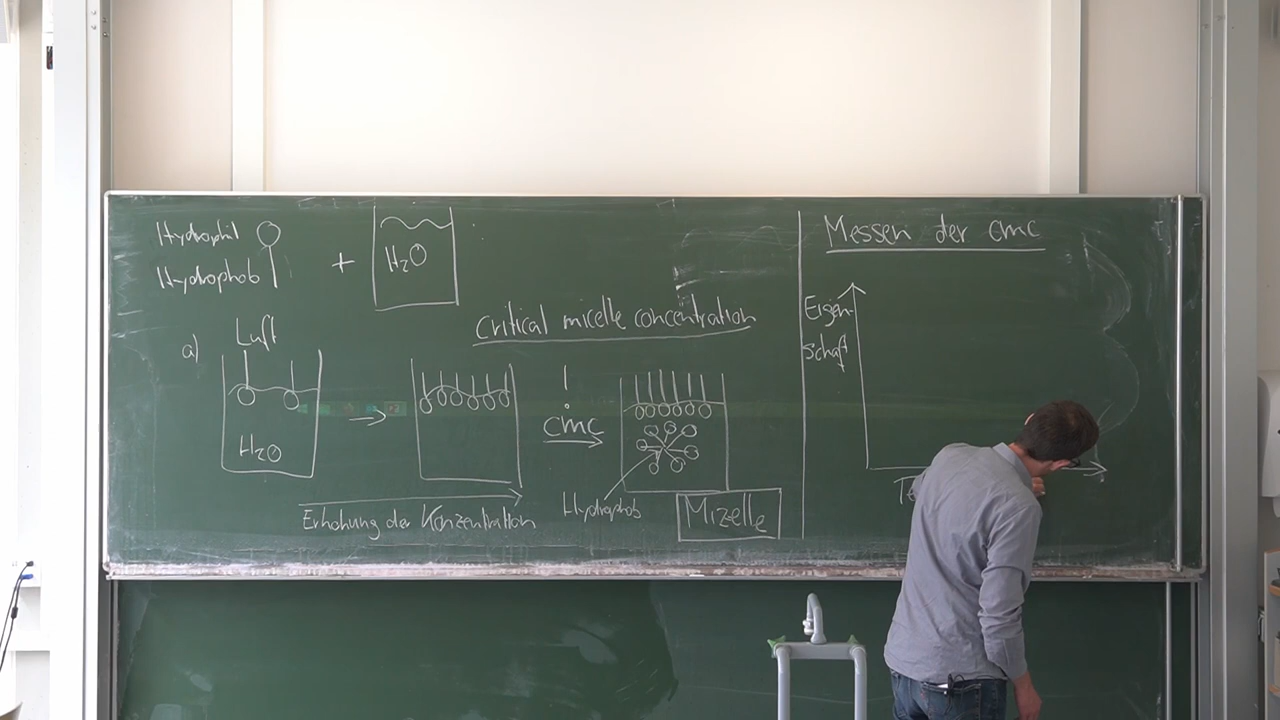 Hydrophil
Hydrophob
+
H₂O
a)
Luft
H₂O
Critical micelle concentration
!
cmc
Hydrophob
Mizelle
Erhöhung der Konzentration
Messen der cmc
Eigen-
schaft